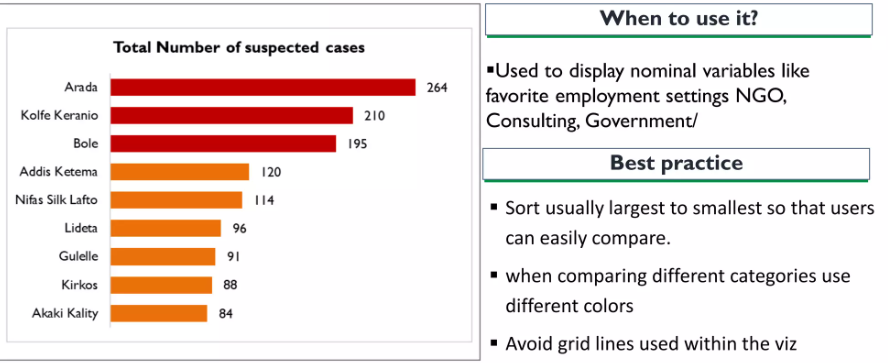 Total Number of suspected cases
Arada 264
Kolfe Keranio 210
Bole 195
Addis Ketema 120
Nifas Silk Lafto 114
Lideta 96
Gulelle 91
Kirkos 88
Akaki Kality 84
When to use it?
▪Used to display nominal variables like
favorite employment settings NGO,
Consulting, Government/
Best practice
▪ Sort usually largest to smallest so that users
can easily compare.
▪ when comparing different categories use
different colors
▪ Avoid grid lines used within the viz